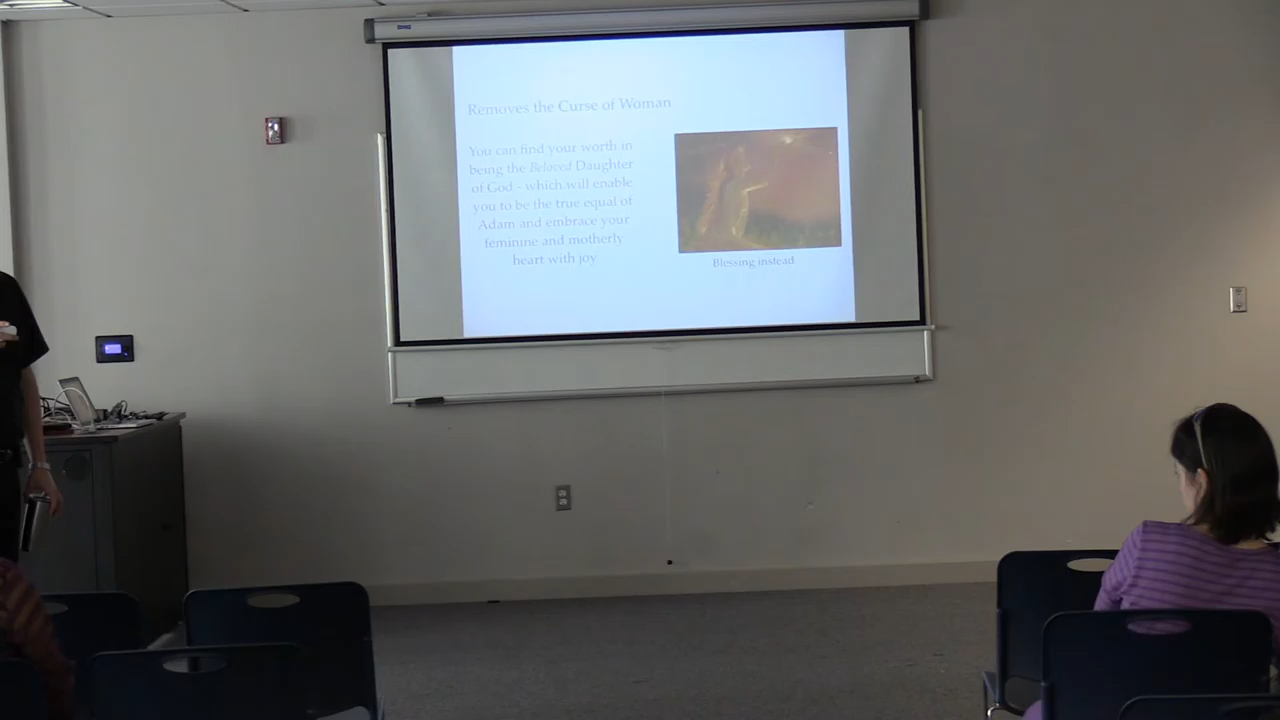 Removes the Curse of Woman
You can find your worth in
being the Beloved Daughter
of God - which will enable
you to be the true equal of
Adam and embrace your
feminine and motherly
heart with joy
Blessing instead